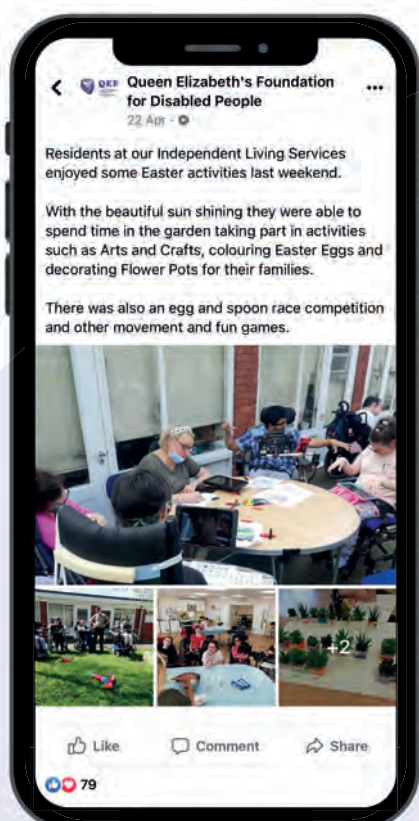 QEF
Queen Elizabeth's Foundation
for Disabled People
22 Apr ·
Residents at our Independent Living Services
enjoyed some Easter activities last weekend.
With the beautiful sun shining they were able to
spend time in the garden taking part in activities
such as Arts and Crafts, colouring Easter Eggs and
decorating Flower Pots for their families.
There was also an egg and spoon race competition
and other movement and fun games.
+2
Like
Comment
Share
79